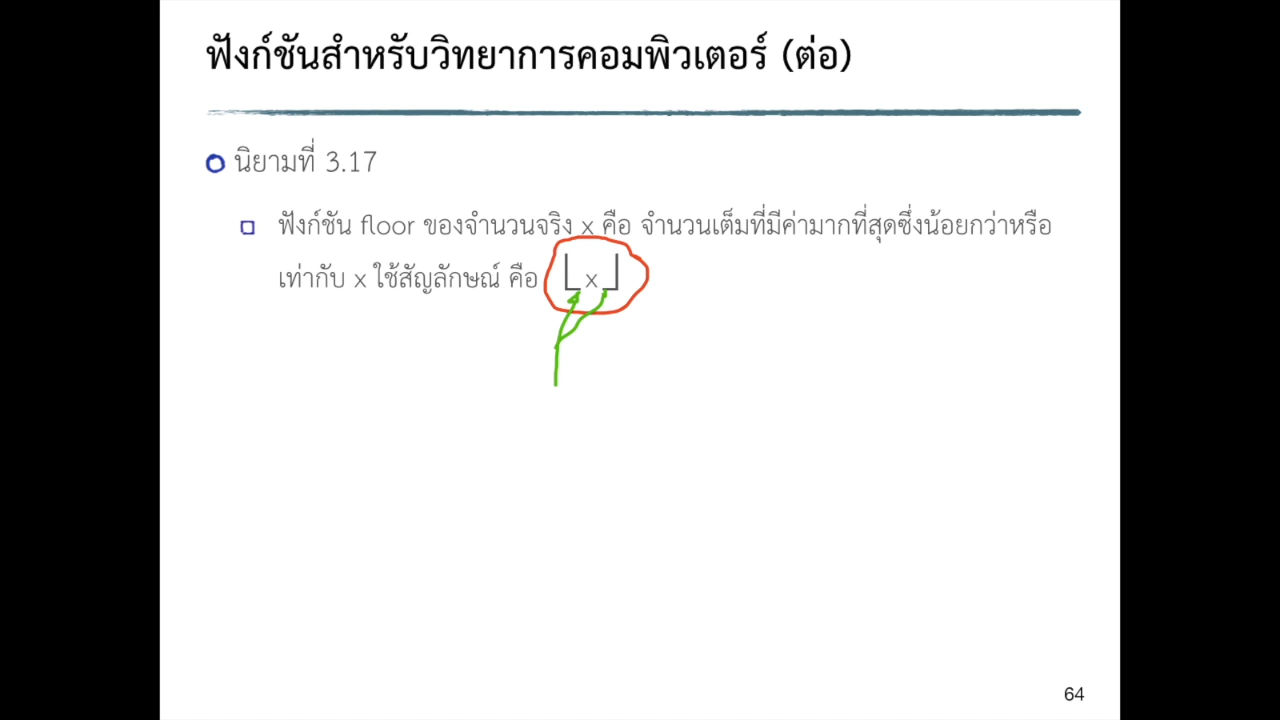 ฟังก์ชันสำหรับวิทยาการคอมพิวเตอร์ (ต่อ)
นิยามที่ 3.17
ฟังก์ชัน floor ของจำนวนจริง x คือ จำนวนเต็มที่มีค่ามากที่สุดซึ่งน้อยกว่าหรือ
เท่ากับ x ใช้สัญลักษณ์ คือ ⌊x⌋
64